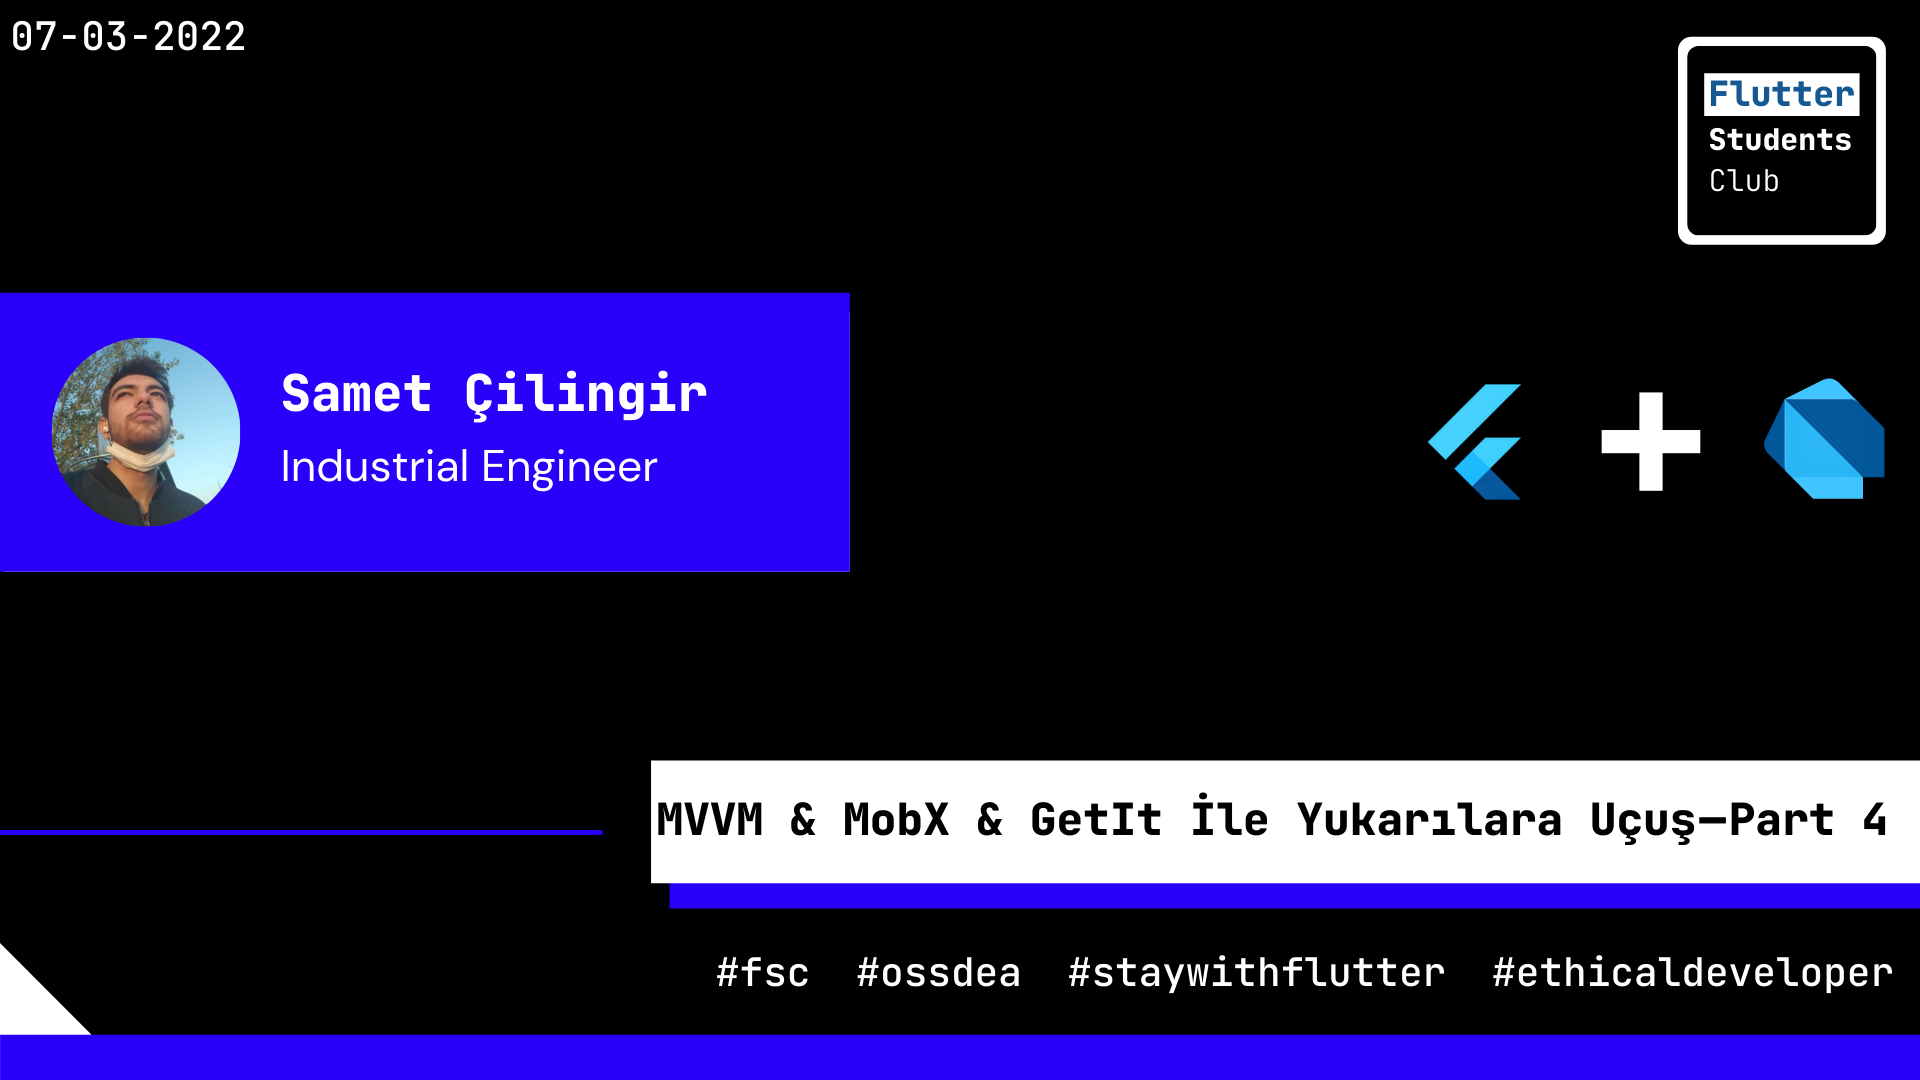 07-03-2022
Flutter
Students
Club
Samet Çilingir
Industrial Engineer
MVVM & MobX & GetIt İle Yukarılara Uçuş—Part 4
#fsc #ossdea #staywithflutter #ethicaldeveloper